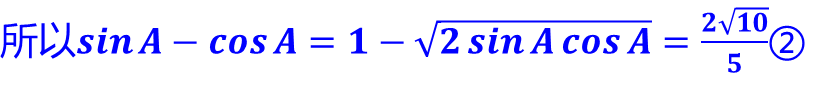 所以sin A − cos A = 1 − √(2 sin A cos A) = 2√10/5②